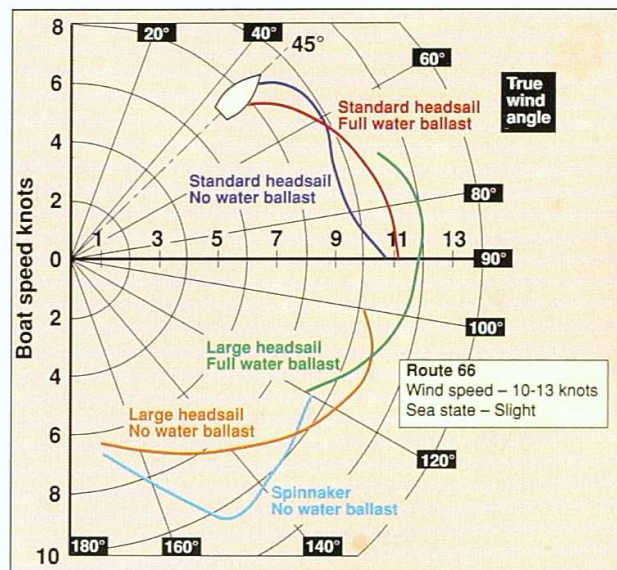 8
20°
40°
45°
60°
6
True
wind
angle
Standard headsail
Full water ballast
4
Standard headsail
No water ballast
2
80°
Boat speed knots
0
1 3 5 7 9 11 13
90°
2
100°
Large headsail
Full water ballast
4
Route 66
Wind speed – 10-13 knots
Sea state – Slight
Large headsail
No water ballast
6
120°
Spinnaker
No water ballast
8
10
180°
160°
140°